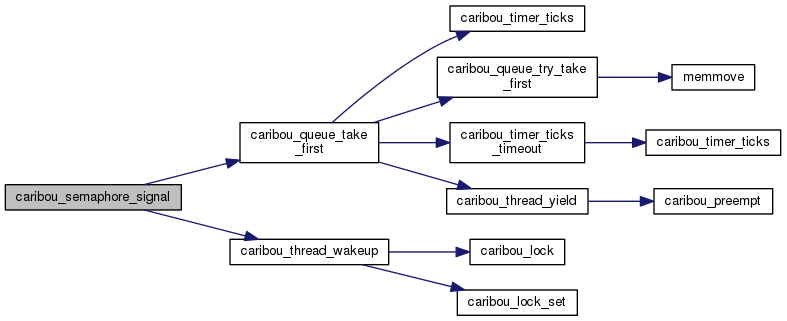 caribou_timer_ticks
caribou_queue_try_take
_first
memmove
caribou_queue_take
_first
caribou_timer_ticks
_timeout
caribou_timer_ticks
caribou_semaphore_signal
caribou_thread_yield
caribou_preempt
caribou_thread_wakeup
caribou_lock
caribou_lock_set